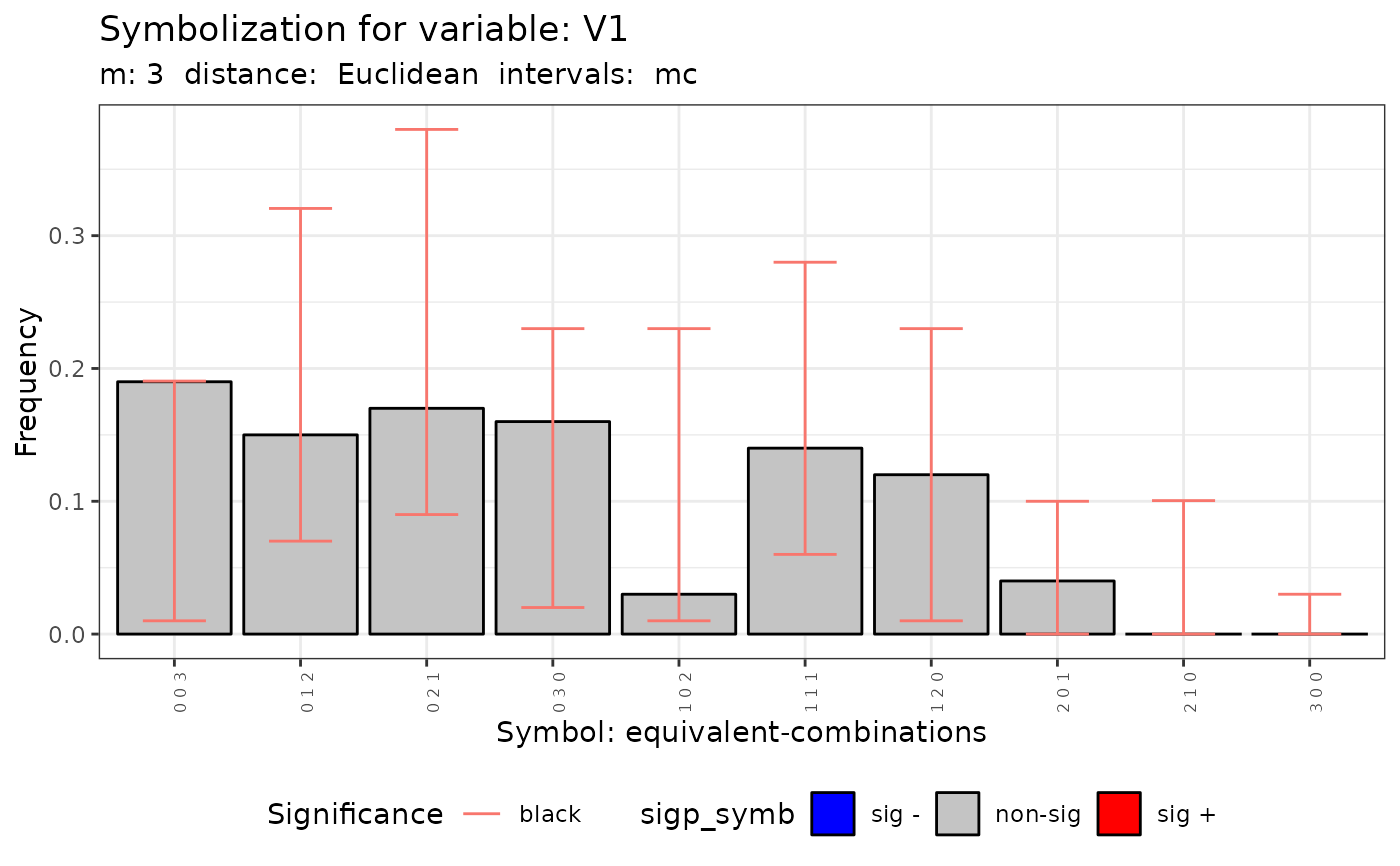 Symbolization for variable: V1
m: 3 distance: Euclidean intervals: mc
Frequency
0.3
0.2
0.1
0.0
0 0 3
0 1 2
0 2 1
0 3 0
1 0 2
1 1 1
1 2 0
2 0 1
2 1 0
3 0 0
Symbol: equivalent-combinations
Significance black sigp_symb sig - non-sig sig +